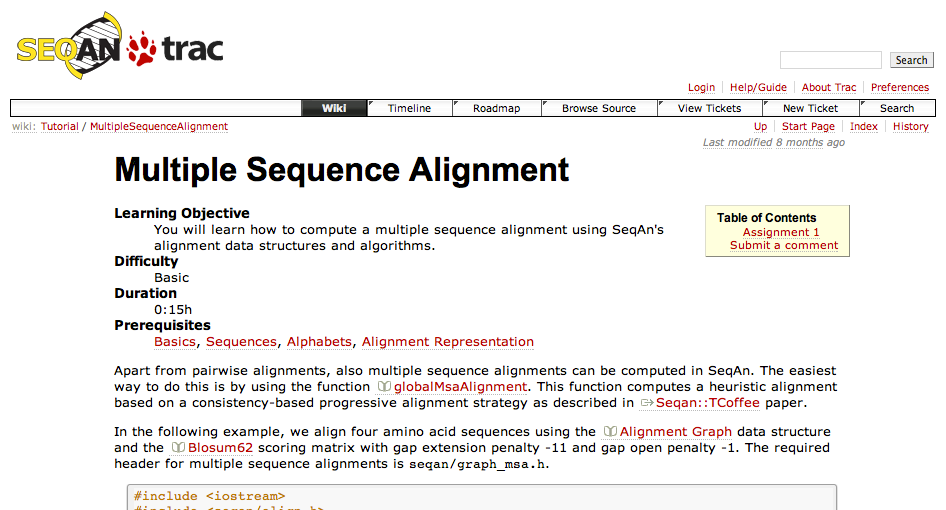 SEQAN trac
Search
Login Help/Guide About Trac Preferences
Wiki Timeline Roadmap Browse Source View Tickets New Ticket Search
wiki: Tutorial / MultipleSequenceAlignment
Up Start Page Index History
Last modified 8 months ago
Multiple Sequence Alignment
Learning Objective
You will learn how to compute a multiple sequence alignment using SeqAn's
alignment data structures and algorithms.
Difficulty
Basic
Duration
0:15h
Prerequisites
Basics, Sequences, Alphabets, Alignment Representation
Table of Contents
Assignment 1
Submit a comment
Apart from pairwise alignments, also multiple sequence alignments can be computed in SeqAn. The easiest
way to do this is by using the function globalMsaAlignment. This function computes a heuristic alignment
based on a consistency-based progressive alignment strategy as described in Seqan::TCoffee paper.
In the following example, we align four amino acid sequences using the Alignment Graph data structure
and the Blosum62 scoring matrix with gap extension penalty -11 and gap open penalty -1. The required
header for multiple sequence alignments is seqan/graph_msa.h.
#include <iostream>
#include <seqan/align.h>